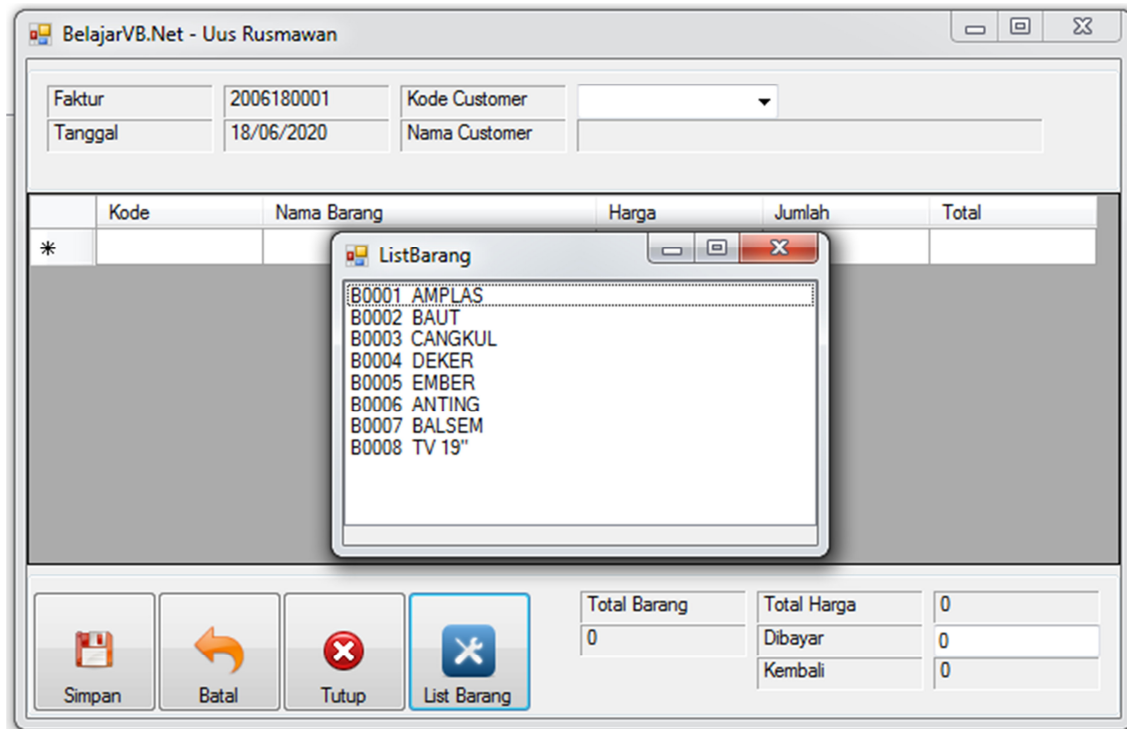 BelajarVB.Net - Uus Rusmawan
Faktur 2006180001 Kode Customer
Tanggal 18/06/2020 Nama Customer
Kode Nama Barang Harga Jumlah Total
ListBarang
B0001 AMPLAS
B0002 BAUT
B0003 CANGKUL
B0004 DEKER
B0005 EMBER
B0006 ANTING
B0007 BALSEM
B0008 TV 19"
Total Barang Total Harga 0
0 Dibayar 0
Kembali 0
Simpan Batal Tutup List Barang